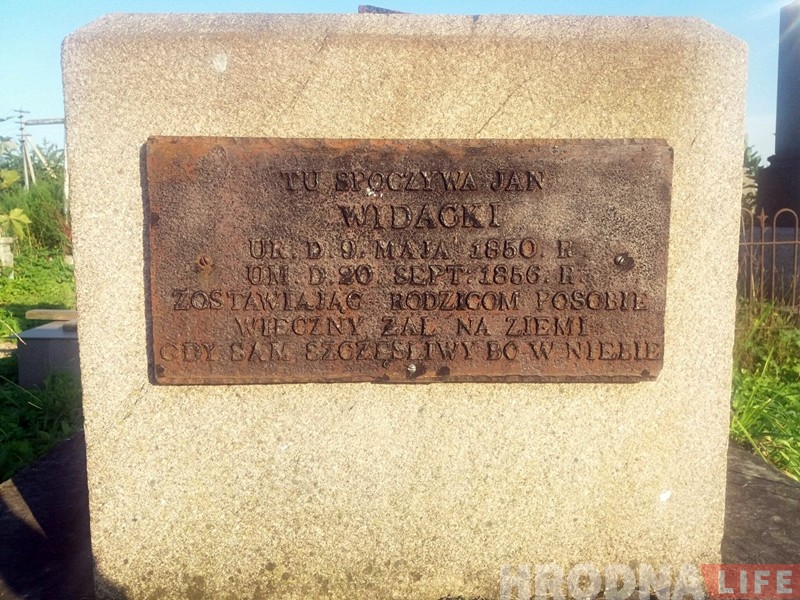 TU SPOCZYWA JAN
WIDACKI
UR. D. 9. MAJA 1850. R.
UM. D. 20. SEPT. 1856. R.
ZOSTAWIAJĄC RODZICOM POSOBIE
WIECZNY ŻAL NA ZIEMI
GDY SAM SZCZĘSLIWY BO W NIEBIE
HRODNA LIFE